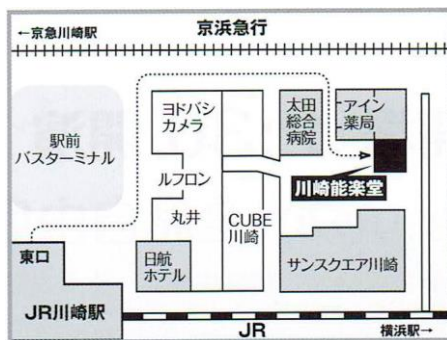 ←京急川崎駅
京浜急行
駅前
バスターミナル
ヨドバシ
カメラ
ルフロン
丸井
日航
ホテル
CUBE
川崎
太田
総合
病院
アイン
薬局
川崎能楽堂
サンスクエア川崎
東口
JR川崎駅
JR
横浜駅→